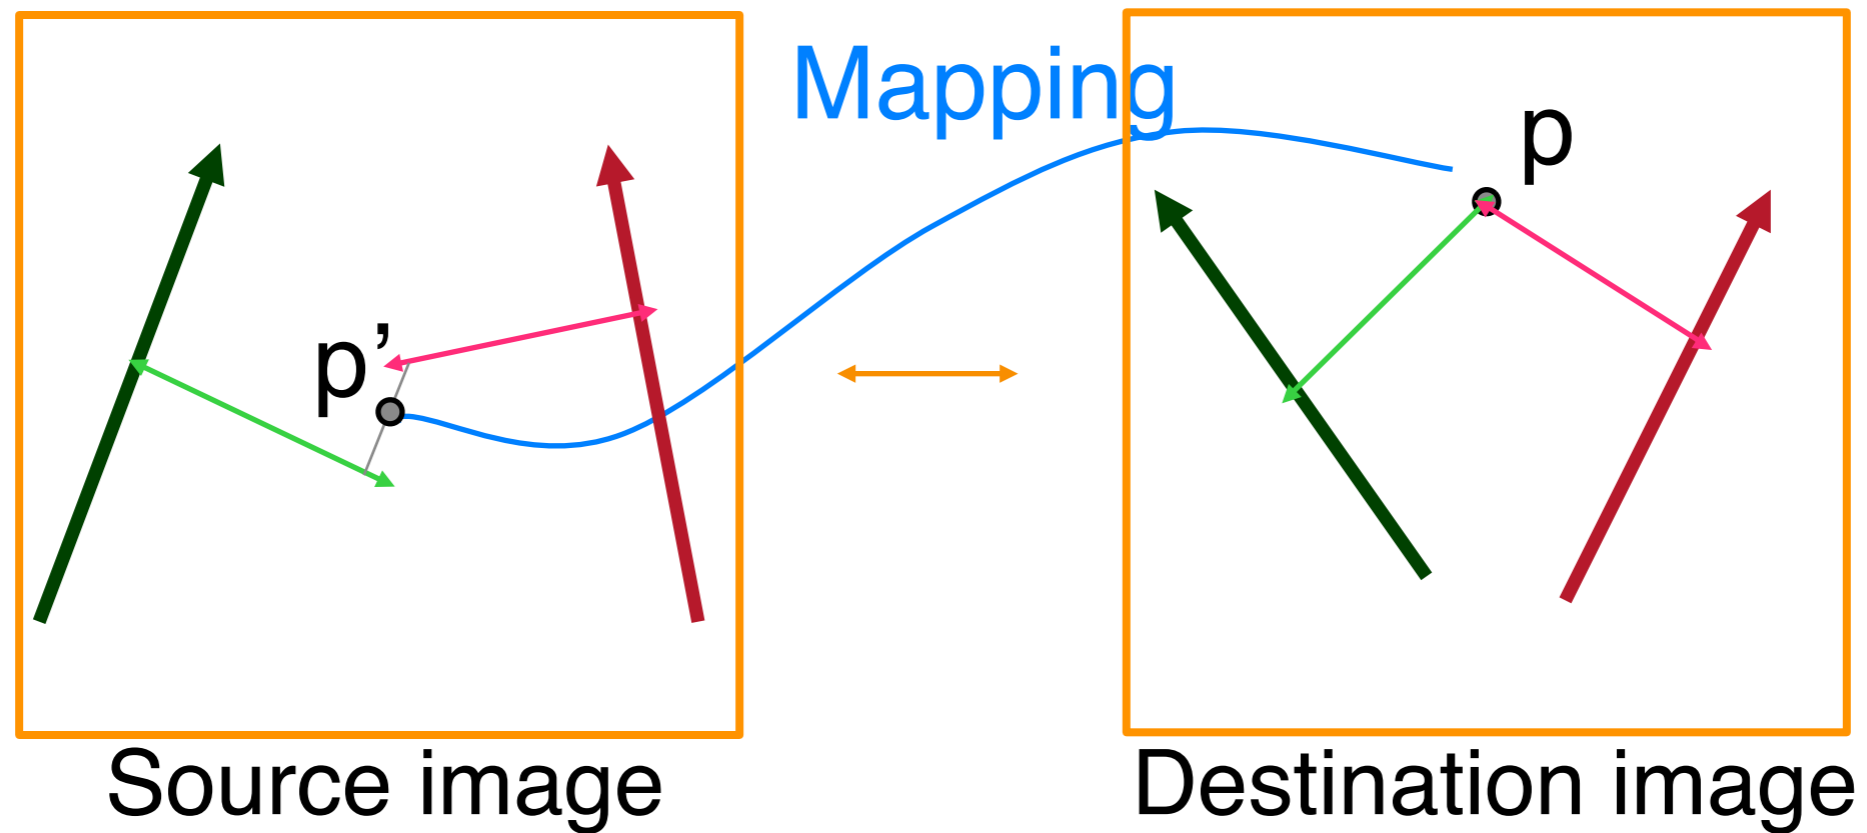 Mapping
p
p’
Source image
Destination image